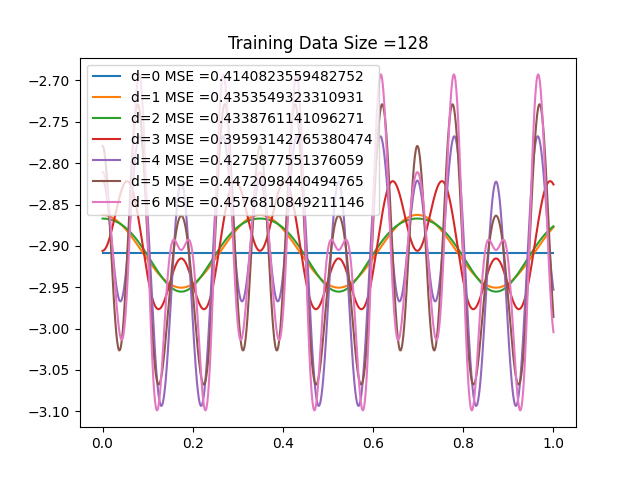 Training Data Size =128
d=0 MSE =0.4140823559482752
d=1 MSE =0.4353549323310931
d=2 MSE =0.4338761141096271
d=3 MSE =0.39593142765380474
d=4 MSE =0.4275877551376059
d=5 MSE =0.4472098440494765
d=6 MSE =0.4576810849211146
−2.70
−2.75
−2.80
−2.85
−2.90
−2.95
−3.00
−3.05
−3.10
0.0 0.2 0.4 0.6 0.8 1.0